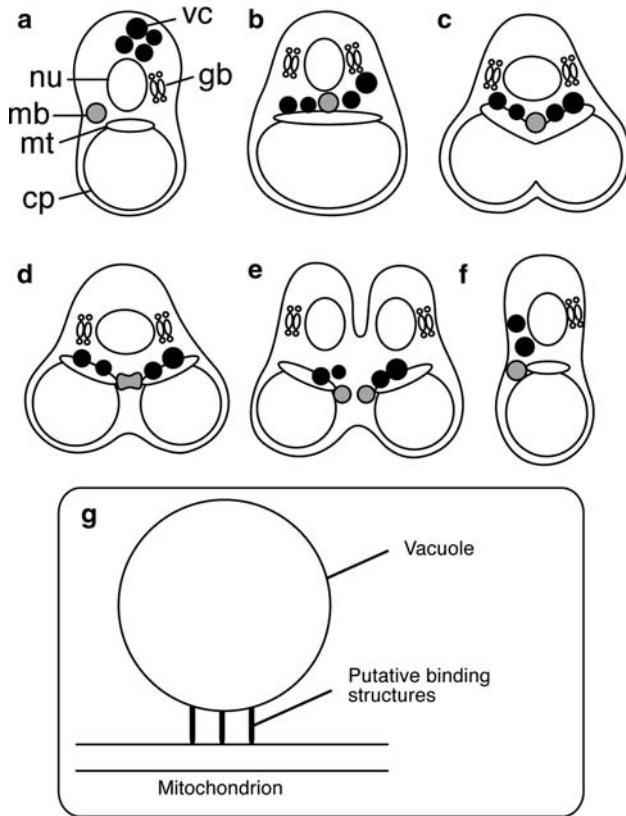 a
vc
nu
gb
mb
mt
cp
b
c
d
e
f
g
Vacuole
Putative binding
structures
Mitochondrion